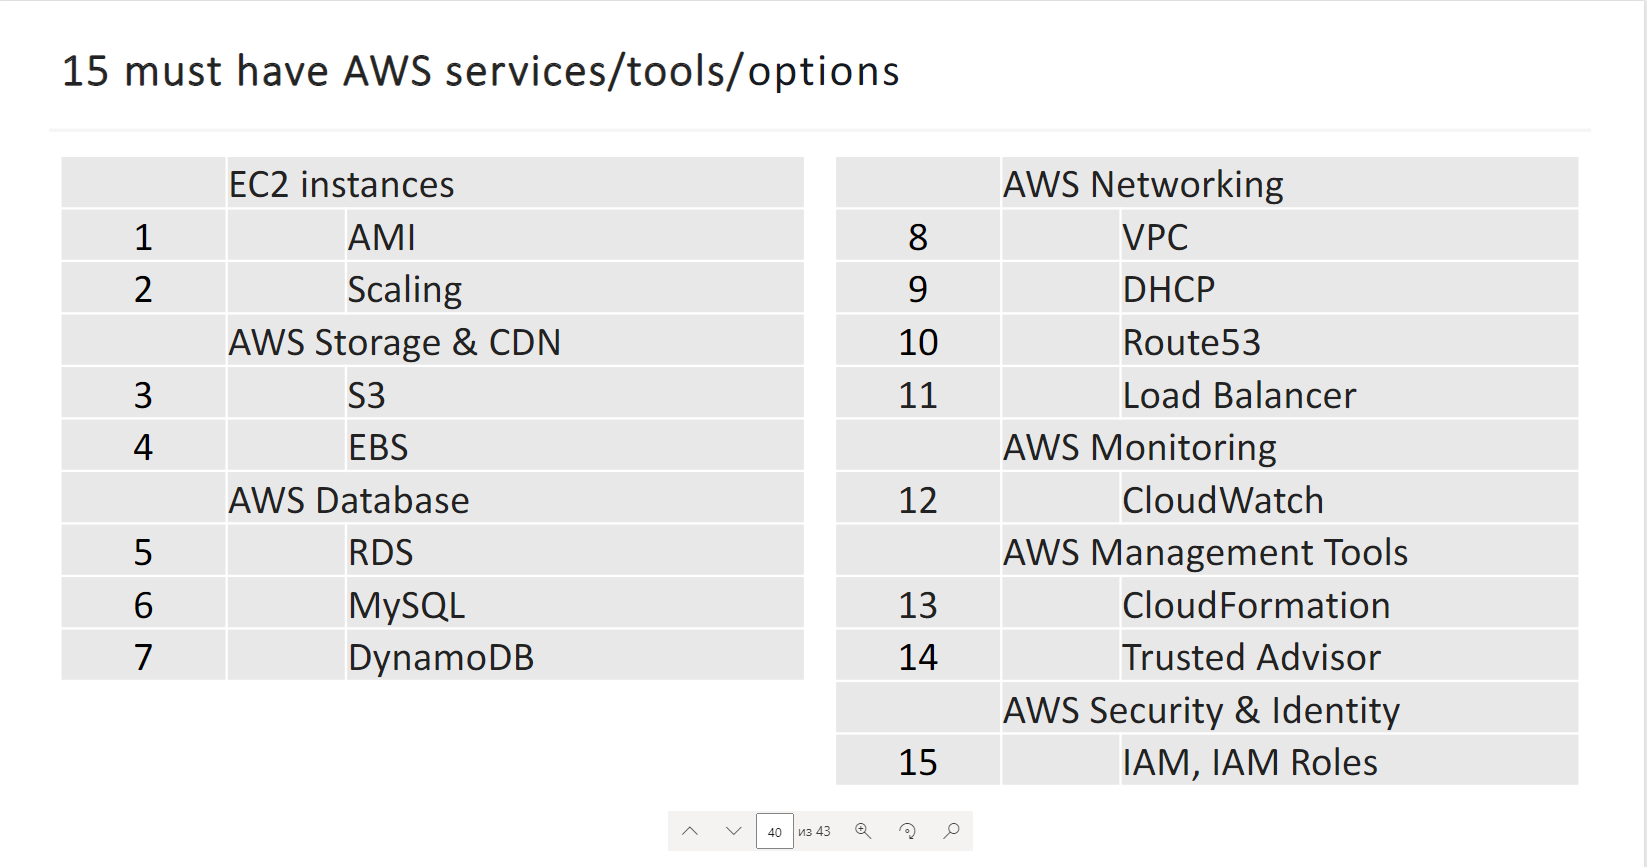 15 must have AWS services/tools/options
EC2 instances
1 AMI
2 Scaling
AWS Storage & CDN
3 S3
4 EBS
AWS Database
5 RDS
6 MySQL
7 DynamoDB
AWS Networking
8 VPC
9 DHCP
10 Route53
11 Load Balancer
AWS Monitoring
12 CloudWatch
AWS Management Tools
13 CloudFormation
14 Trusted Advisor
AWS Security & Identity
15 IAM, IAM Roles
40 из 43